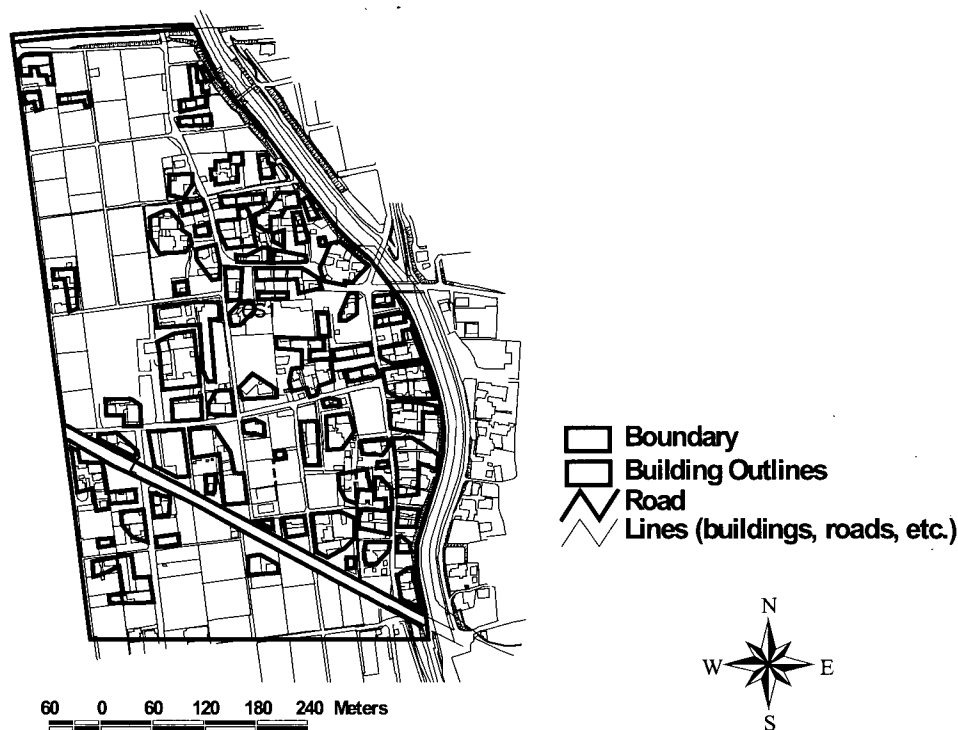 Boundary
Building Outlines
Road
Lines (buildings, roads, etc.)
N
W E
S
60 0 60 120 180 240 Meters